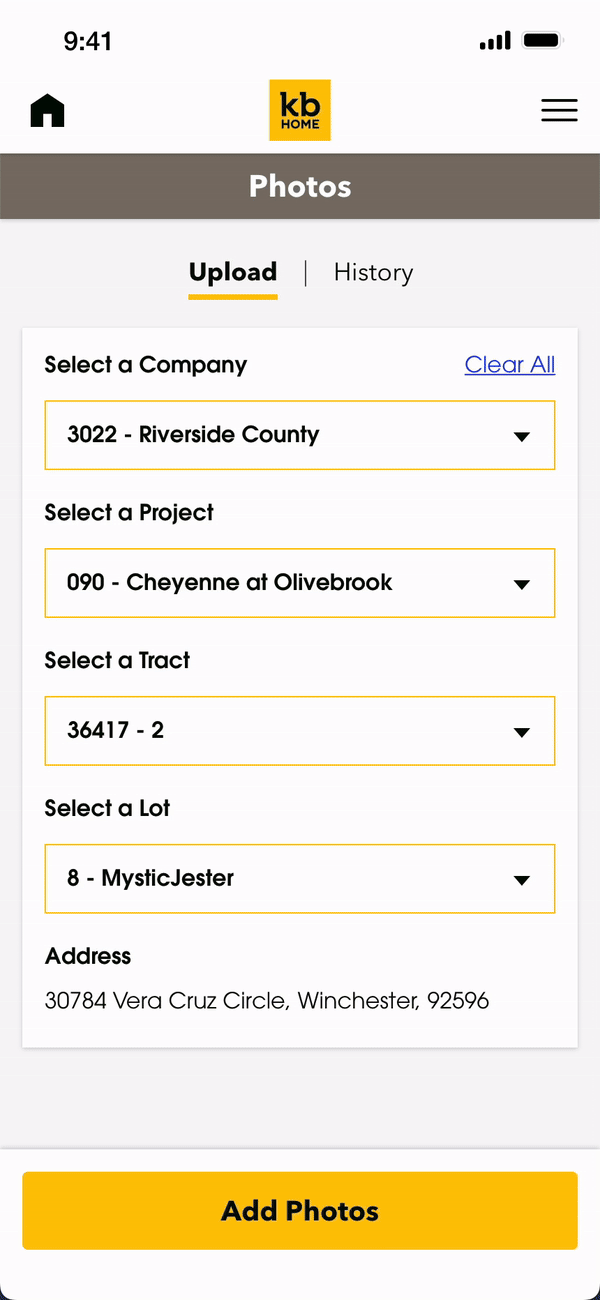 9:41
kb
HOME
Photos
Upload | History
Select a Company Clear All
3022 - Riverside County
Select a Project
090 - Cheyenne at Olivebrook
Select a Tract
36417 - 2
Select a Lot
8 - MysticJester
Address
30784 Vera Cruz Circle, Winchester, 92596
Add Photos